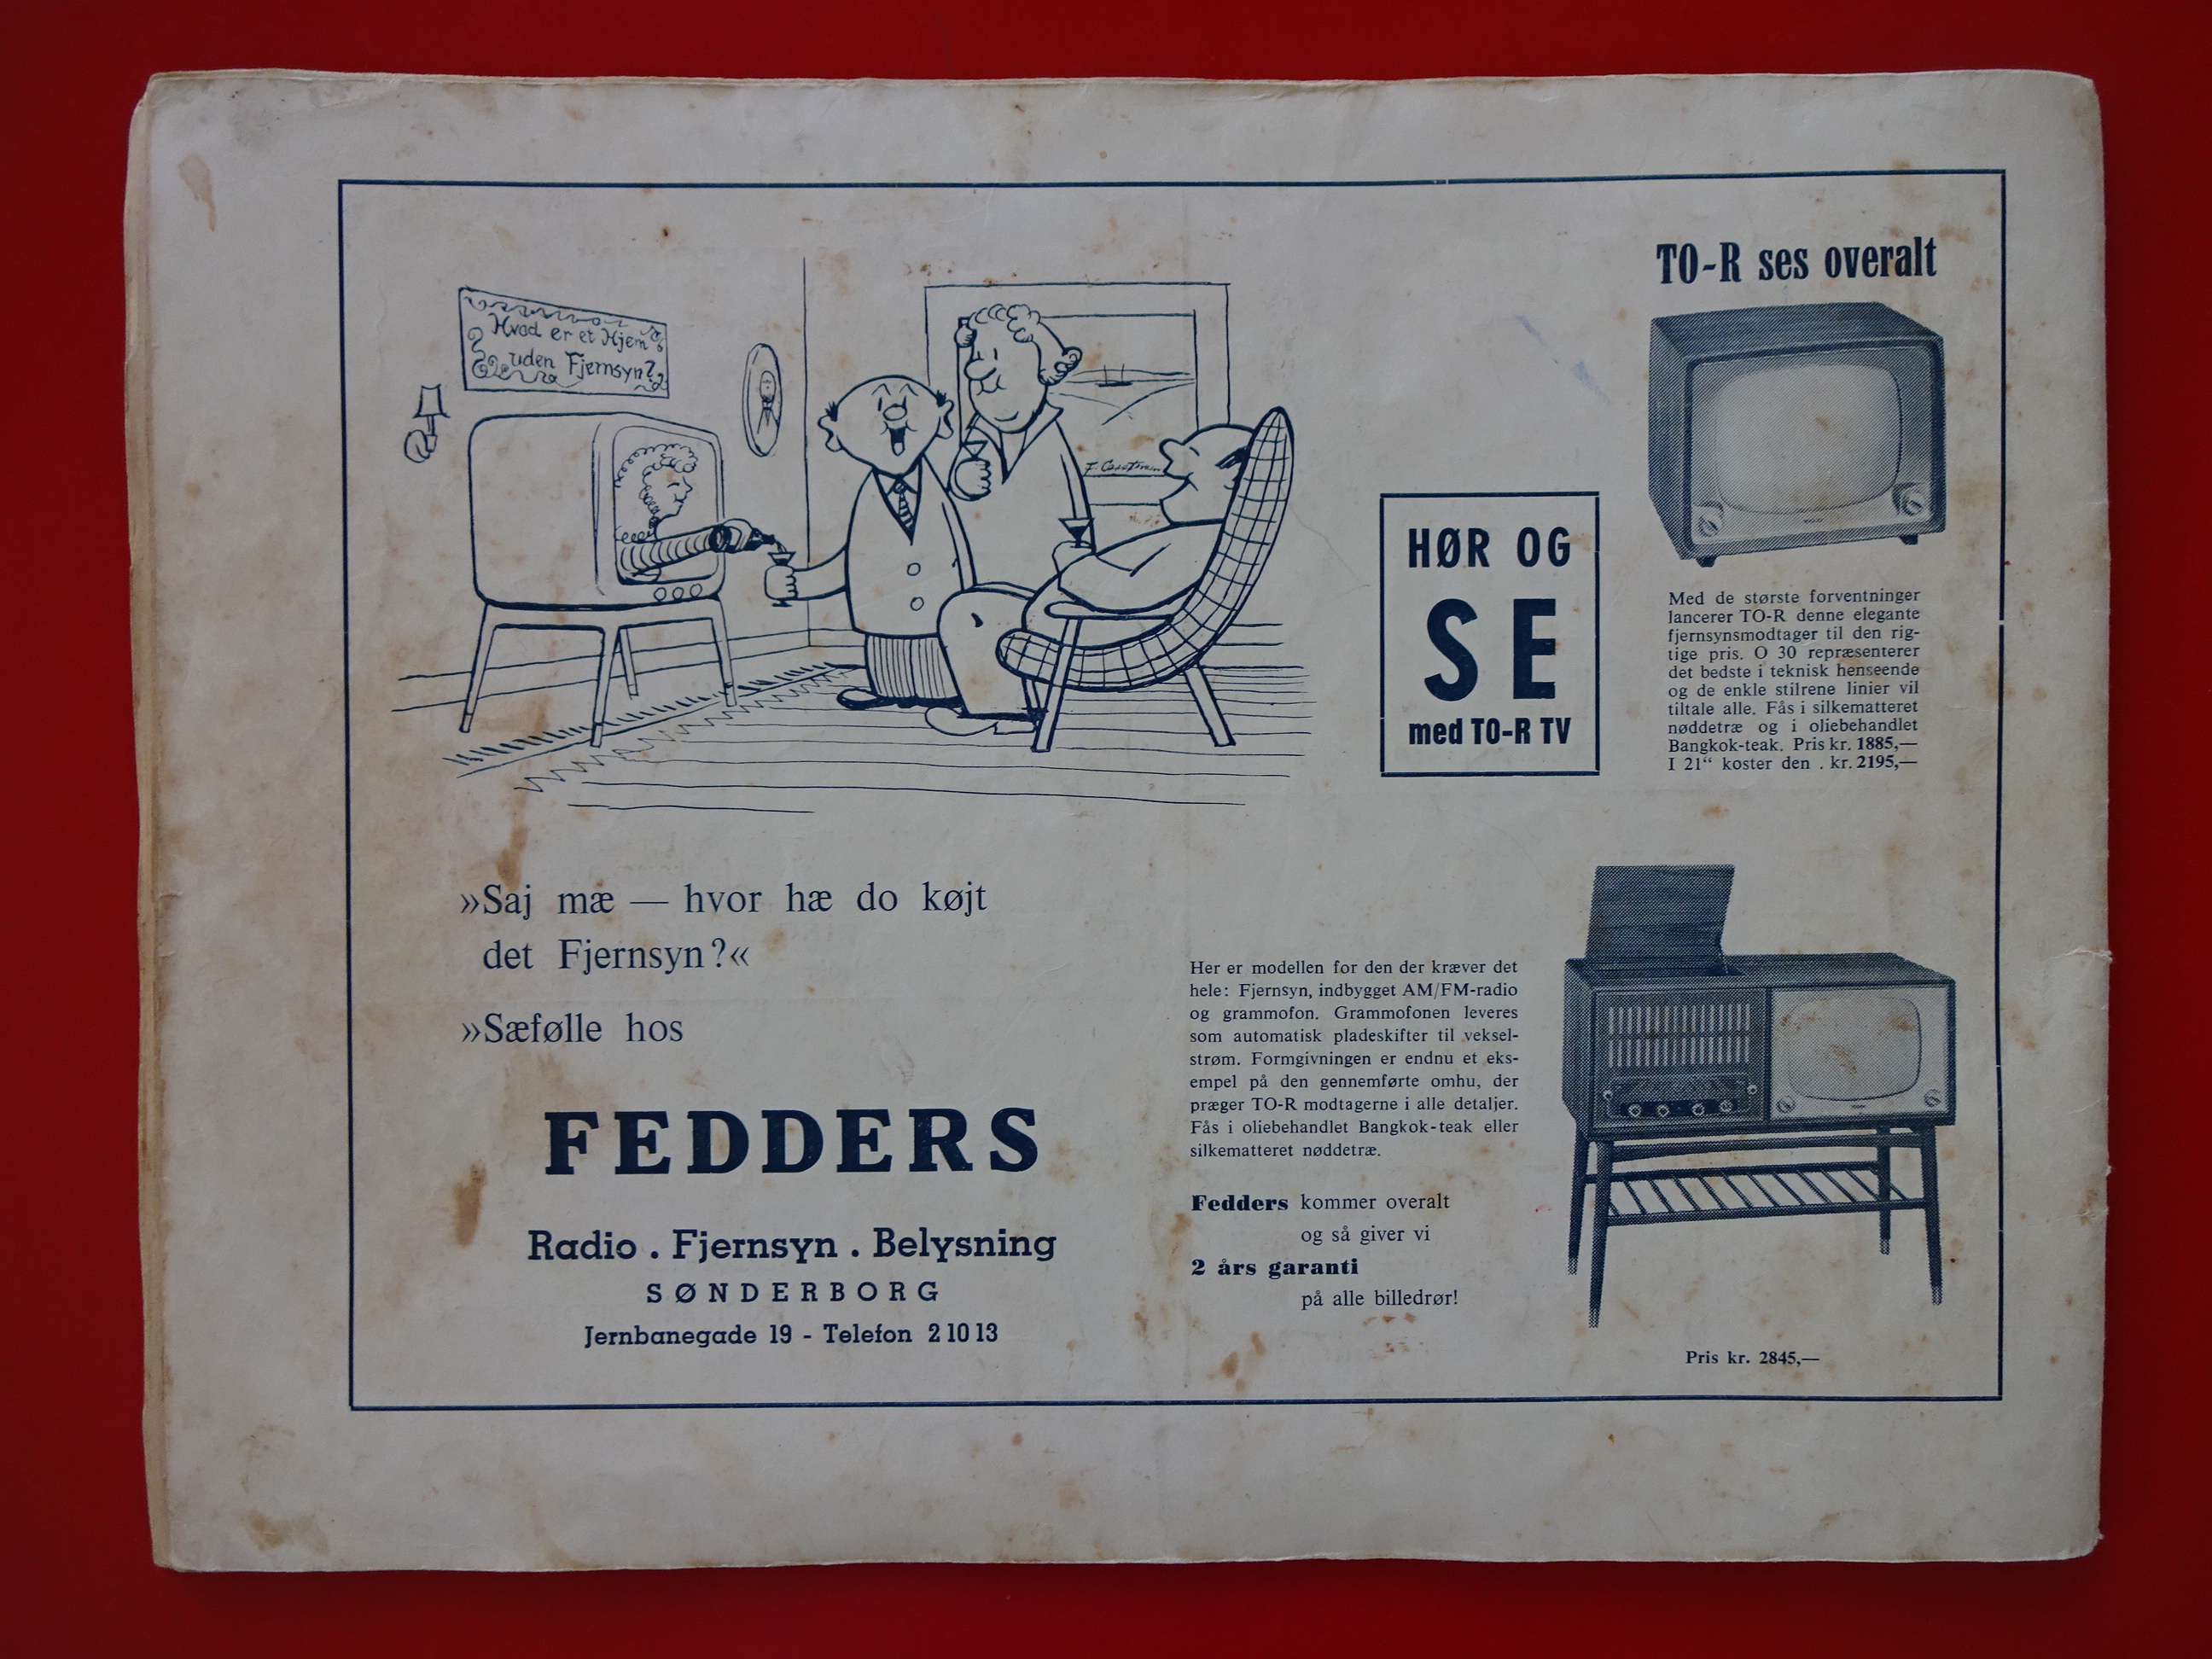 Hvad er et Hjem
uden Fjernsyn?
»Saj mæ — hvor hæ do køjt
det Fjernsyn?«
»Sæfølle hos
FEDDERS
Radio . Fjernsyn . Belysning
SØNDERBORG
Jernbanegade 19 - Telefon 2 10 13
HØR OG
SE
med TO-R TV
TO-R ses overalt
Med de største forventninger
lancerer TO-R denne elegante
fjernsynsmodtager til den rig-
tige pris. O 30 repræsenterer
det bedste i teknisk henseende
og de enkle stilrene linier vil
tiltale alle. Fås i silkematteret
nøddetræ og i oliebehandlet
Bangkok-teak. Pris kr. 1885,—
I 21“ koster den . kr. 2195,—
Her er modellen for den der kræver det
hele: Fjernsyn, indbygget AM/FM-radio
og grammofon. Grammofonen leveres
som automatisk pladeskifter til veksel-
strøm. Formgivningen er endnu et eks-
empel på den gennemførte omhu, der
præger TO-R modtagerne i alle detaljer.
Fås i oliebehandlet Bangkok-teak eller
silkematteret nøddetræ.
Fedders kommer overalt
og så giver vi
2 års garanti
på alle billedrør!
Pris kr. 2845,—